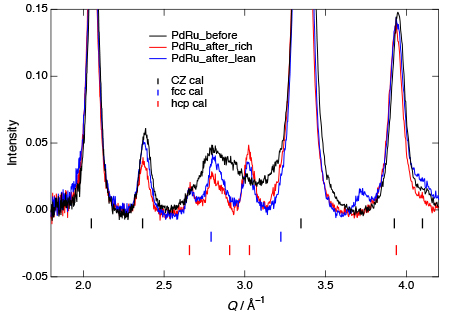 0.15
PdRu_before
PdRu_after_rich
PdRu_after_lean
0.10
CZ cal
fcc cal
hcp cal
Intensity
0.05
0.00
-0.05
2.0 2.5 3.0 3.5 4.0
Q / Å⁻¹